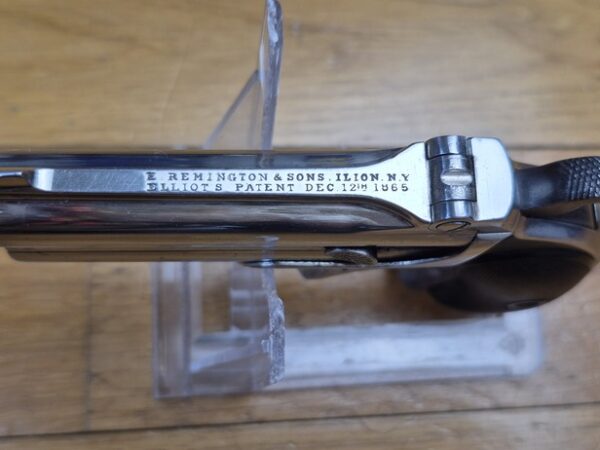 E. REMINGTON & SONS, ILION, N.Y.
ELLIOT'S PATENT DEC. 12TH 1865